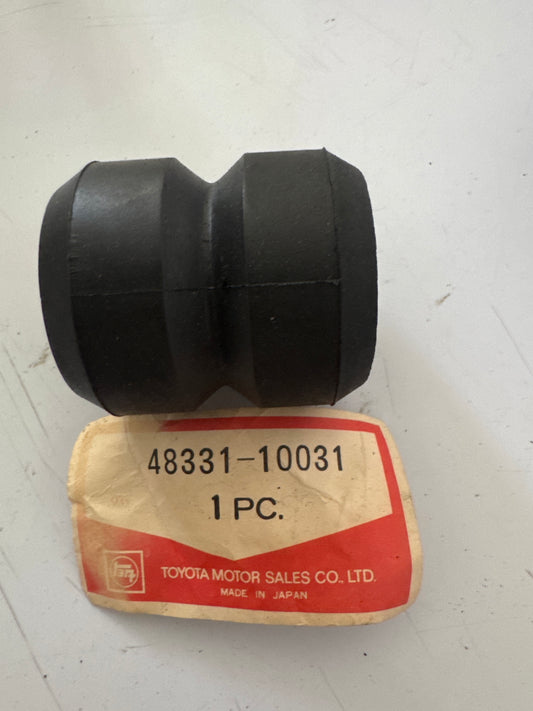 48331-10031
1 PC.
TOYOTA MOTOR SALES CO., LTD.
MADE IN JAPAN